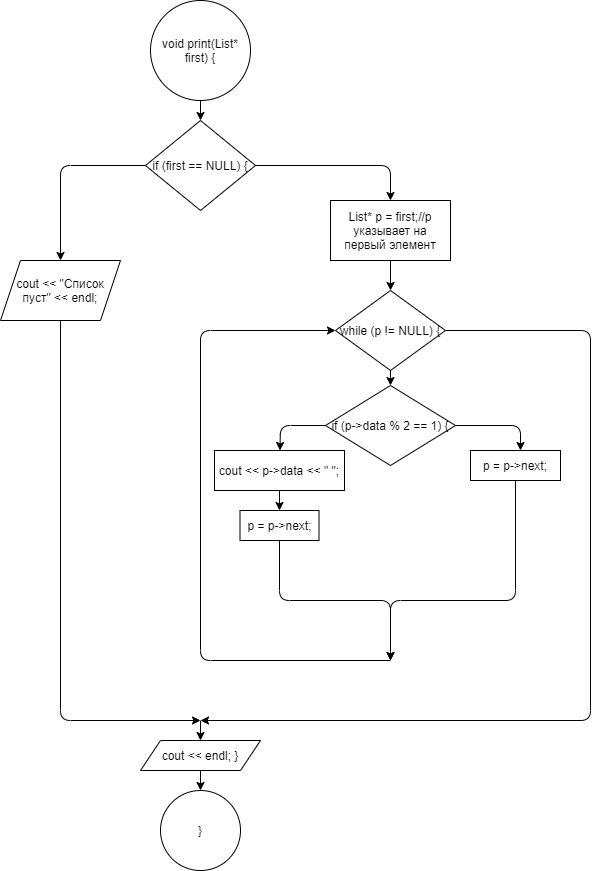 void print(List*
first) {
if (first == NULL) {
List* p = first;//p
указывает на
первый элемент
cout << "Список
пуст" << endl;
while (p != NULL) {
if (p->data % 2 == 1) {
cout << p->data << " ";
p = p->next;
p = p->next;
cout << endl; }
}